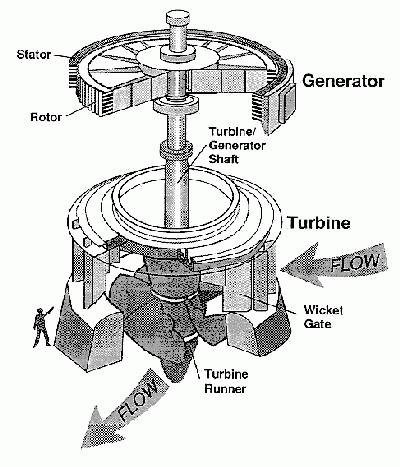 Stator
Generator
Rotor
Turbine/
Generator
Shaft
Turbine
FLOW
Wicket
Gate
Turbine
Runner
FLOW